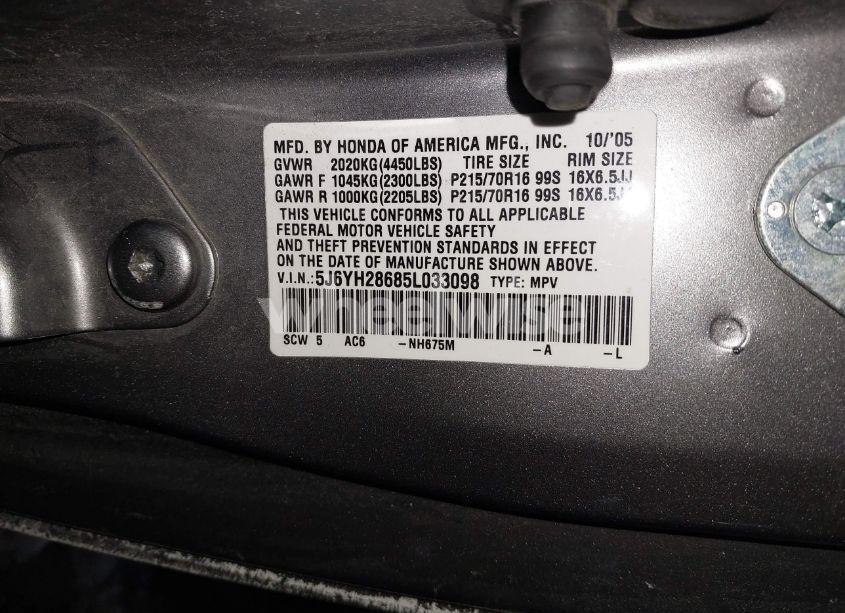 MFD. BY HONDA OF AMERICA MFG., INC. 10/'05
GVWR 2020KG(4450LBS) TIRE SIZE RIM SIZE
GAWR F 1045KG(2300LBS) P215/70R16 99S 16X6.5JJ
GAWR R 1000KG(2205LBS) P215/70R16 99S 16X6.5JJ
THIS VEHICLE CONFORMS TO ALL APPLICABLE
FEDERAL MOTOR VEHICLE SAFETY
AND THEFT PREVENTION STANDARDS IN EFFECT
ON THE DATE OF MANUFACTURE SHOWN ABOVE.
V.I.N.:5J6YH28685L033098 TYPE: MPV
wheelwise
SCW 5 AC6 -NH675M -A -L